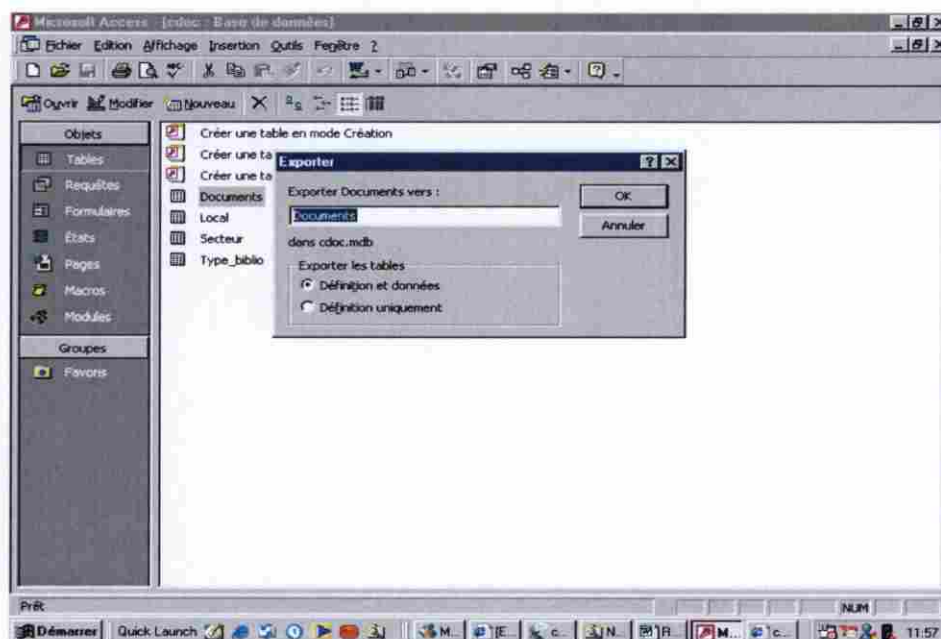 Microsoft Access - [cdoc : Base de données]
Fichier Edition Affichage Insertion Outils Fenêtre ?
Ouvrir Modifier Nouveau
Objets
Tables
Requêtes
Formulaires
États
Pages
Macros
Modules
Groupes
Favoris
Créer une table en mode Création
Créer une ta
Créer une ta
Documents
Local
Secteur
Type_biblio
Exporter
Exporter Documents vers :
Documents
dans cdoc.mdb
Exporter les tables
Définition et données
Définition uniquement
OK
Annuler
Prêt
NUM
Démarrer Quick Launch M... [E... c... N... ]R... M... c... 11:57